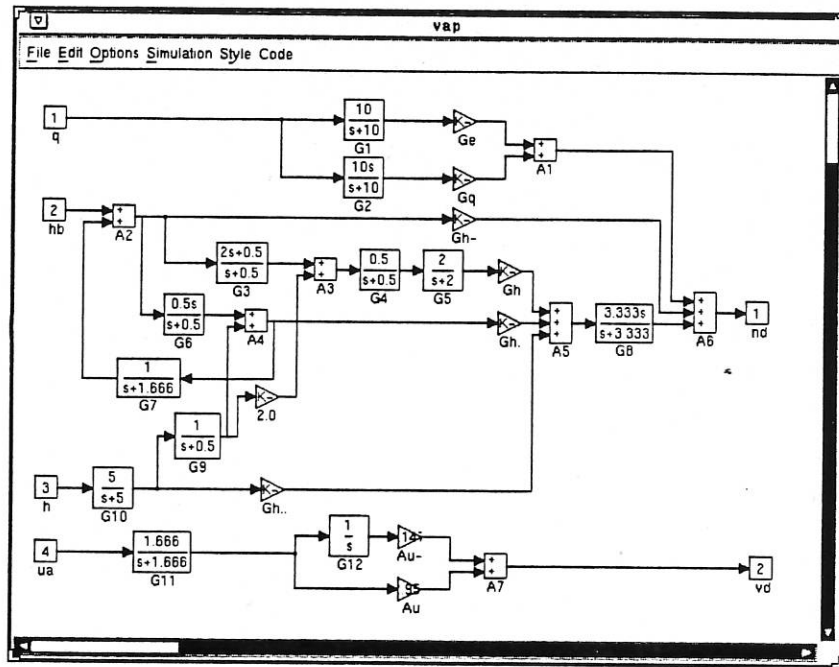 vap
File Edit Options Simulation Style Code
1
q
10
s+10
G1
K-
Ge
10s
s+10
G2
K-
Gq
+
+
A1
2
hb
+
+
A2
K-
Gh-
2s+0.5
s+0.5
G3
+
+
A3
0.5
s+0.5
G4
2
s+2
G5
K-
Gh
0.5s
s+0.5
G6
+
+
A4
K-
Gh.
+
+
+
A5
3.333s
s+3.333
G8
+
+
+
A6
1
nd
1
s+1.666
G7
K-
2.0
1
s+0.5
G9
3
h
5
s+5
G10
K-
Gh..
4
ua
1.666
s+1.666
G11
1
s
G12
Au-
95
Au
+
+
A7
2
vd